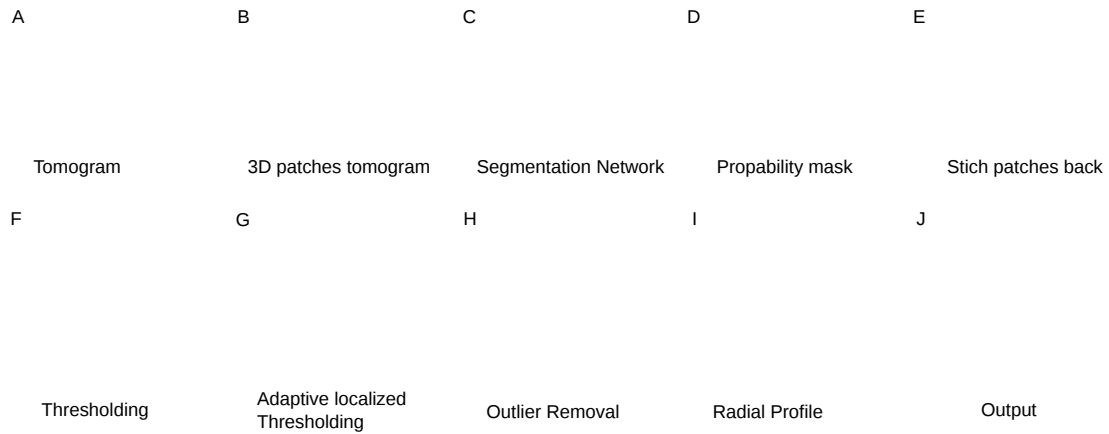 A
B
C
D
E
Tomogram
3D patches tomogram
Segmentation Network
Propability mask
Stich patches back
F
G
H
I
J
Thresholding
Adaptive localized
Thresholding
Outlier Removal
Radial Profile
Output